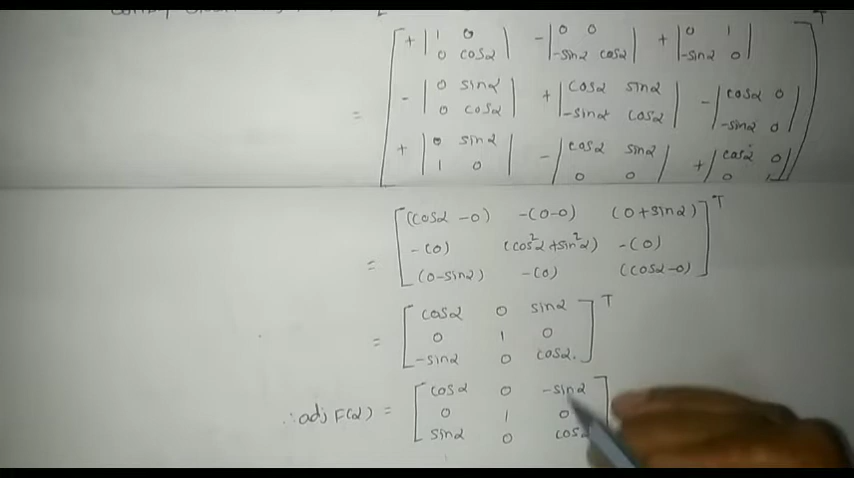 + | 1 0 | - | 0 0 | + | 0 1 | T
| 0 cosα | | -sinα cosα | | -sinα 0 |
= - | 0 sinα | + | cosα sinα | - | cosα 0 |
| 0 cosα | | -sinα cosα | | -sinα 0 |
+ | 0 sinα | - | cosα sinα | + | cosα 0 |
| 1 0 | | 0 0 | | 0
[ (cosα -0) -(0-0) (0+sinα) ] T
= -(0) (cos²α+sin²α) -(0)
(0-sinα) -(0) (cosα-0)
[ cosα 0 sinα ] T
= 0 1 0
-sinα 0 cosα.
[ cosα 0 -sinα ]
∴adj F(α) = 0 1 0
sinα 0 cosα